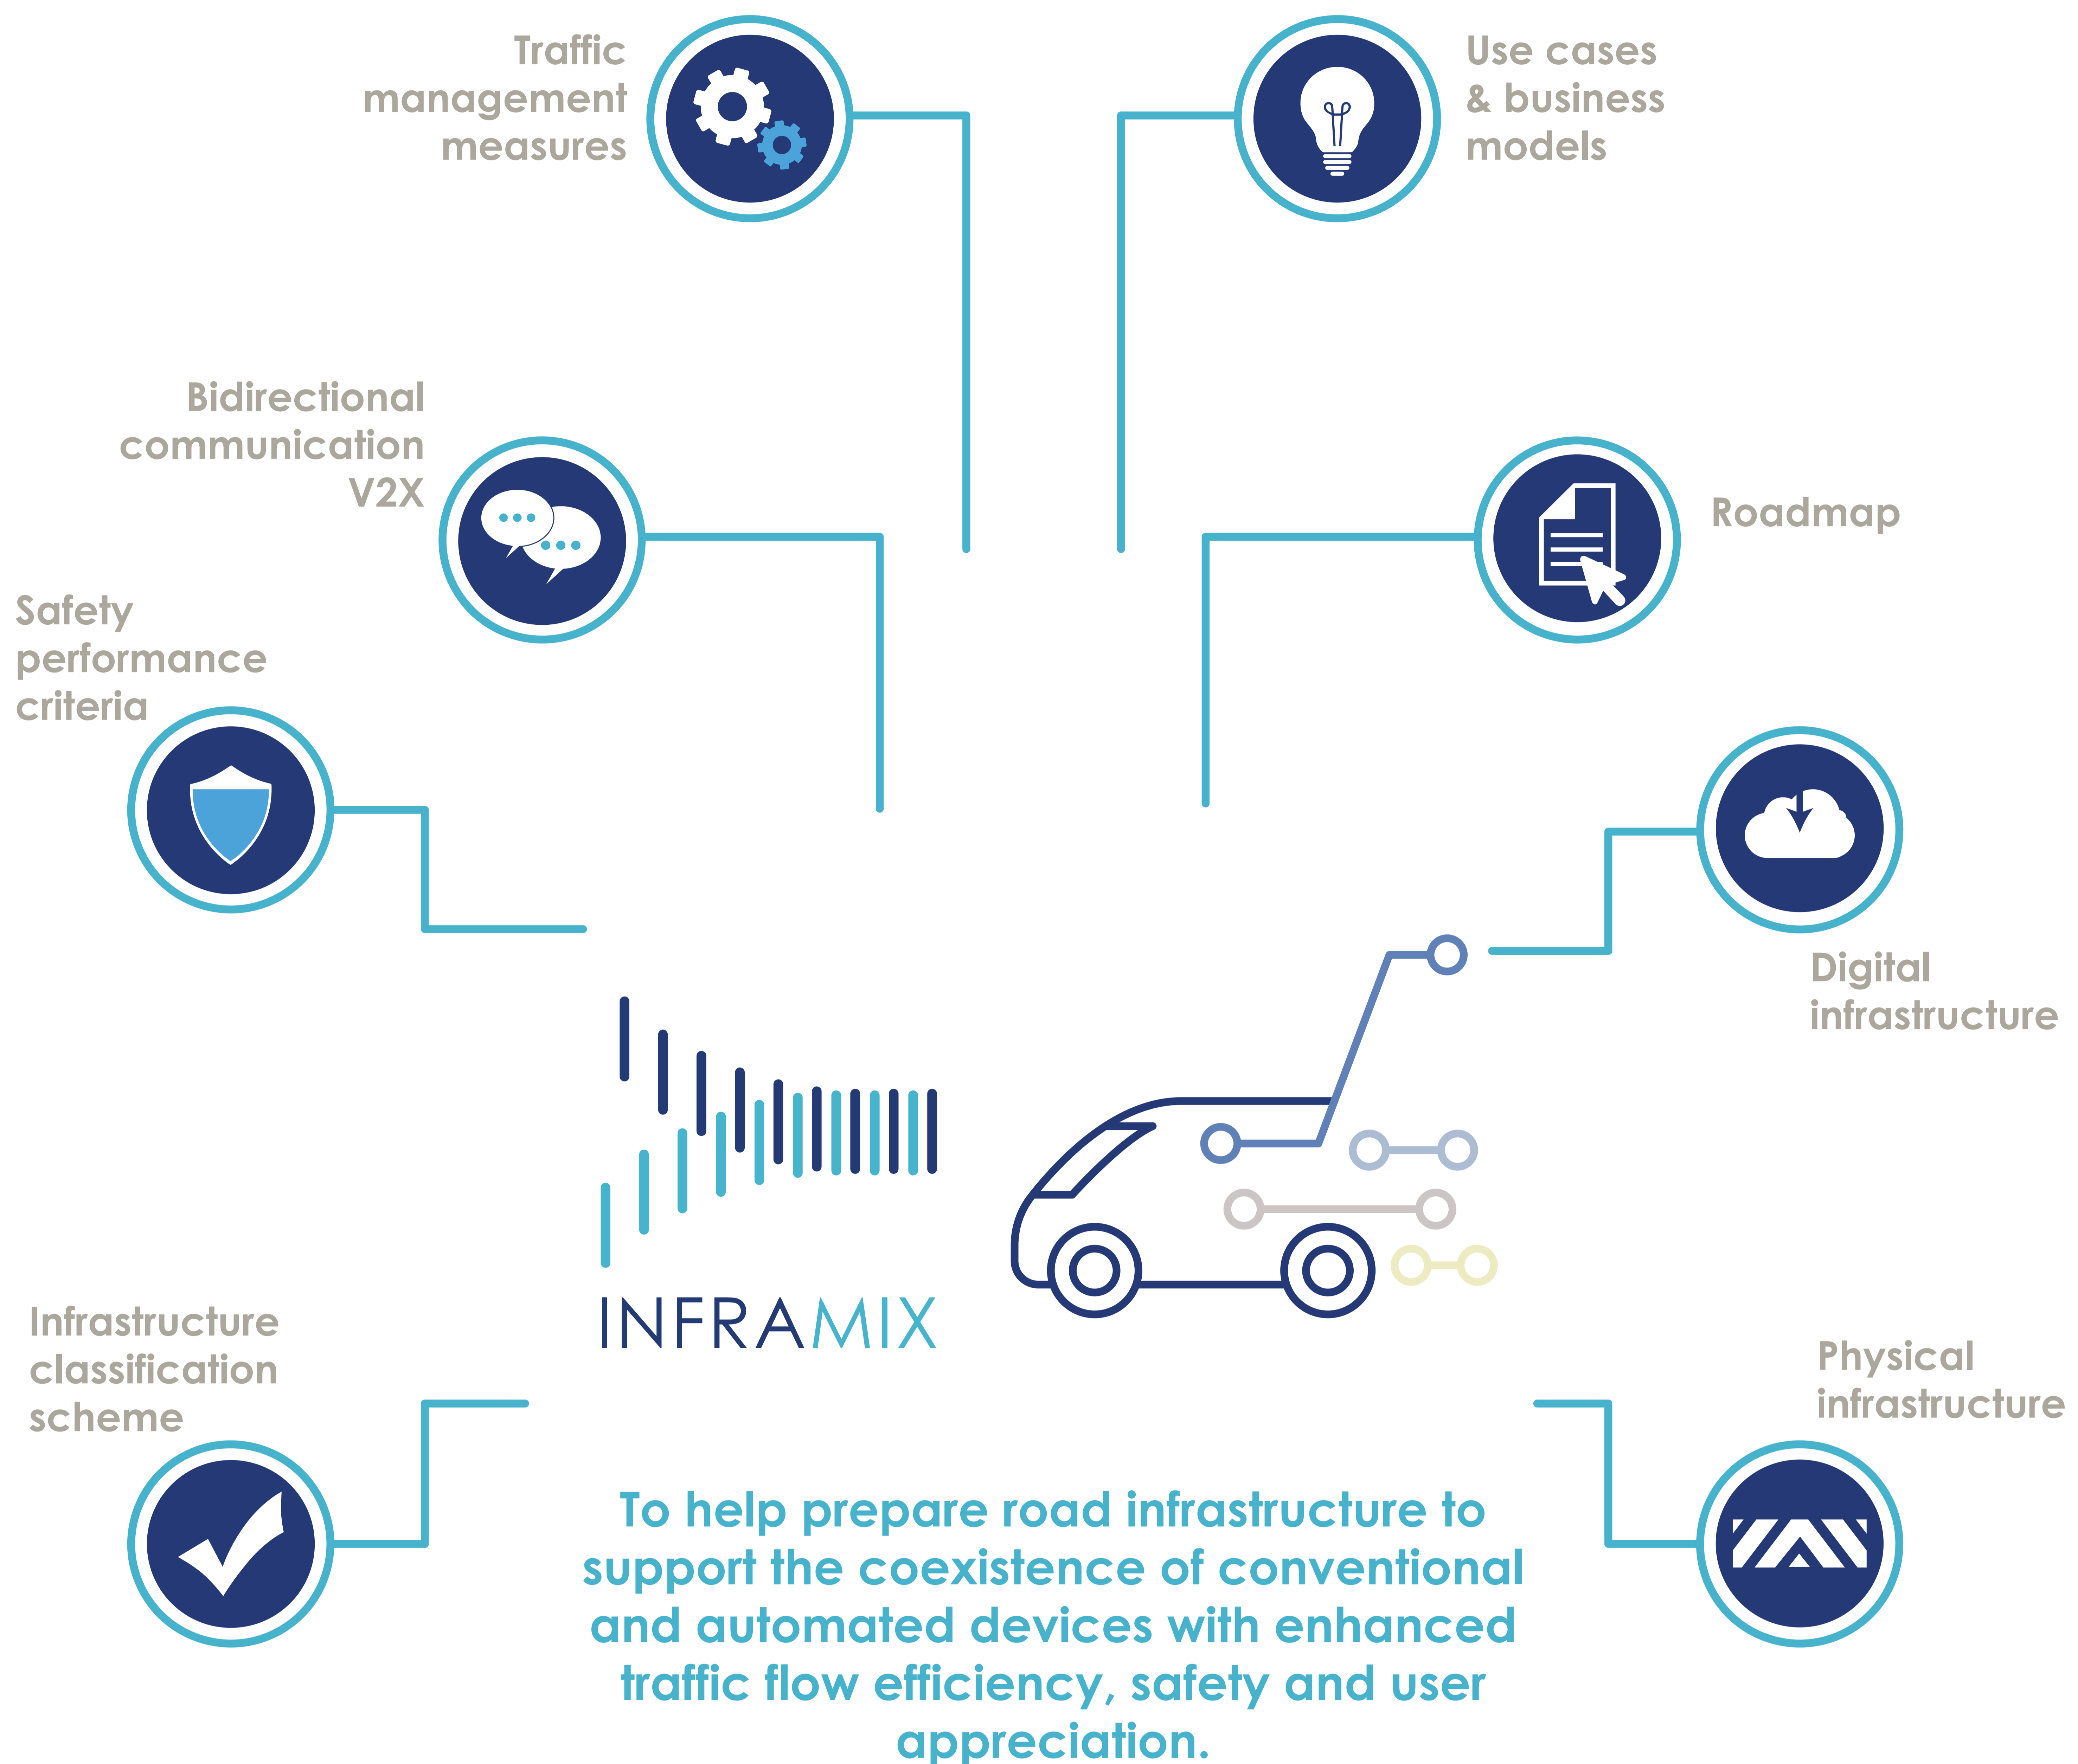 Traffic
management
measures
Use cases
& business
models
Bidirectional
communication
V2X
Roadmap
Safety
performance
criteria
Digital
infrastructure
INFRAMIX
Infrastructure
classification
scheme
Physical
infrastructure
To help prepare road infrastructure to
support the coexistence of conventional
and automated devices with enhanced
traffic flow efficiency, safety and user
appreciation.